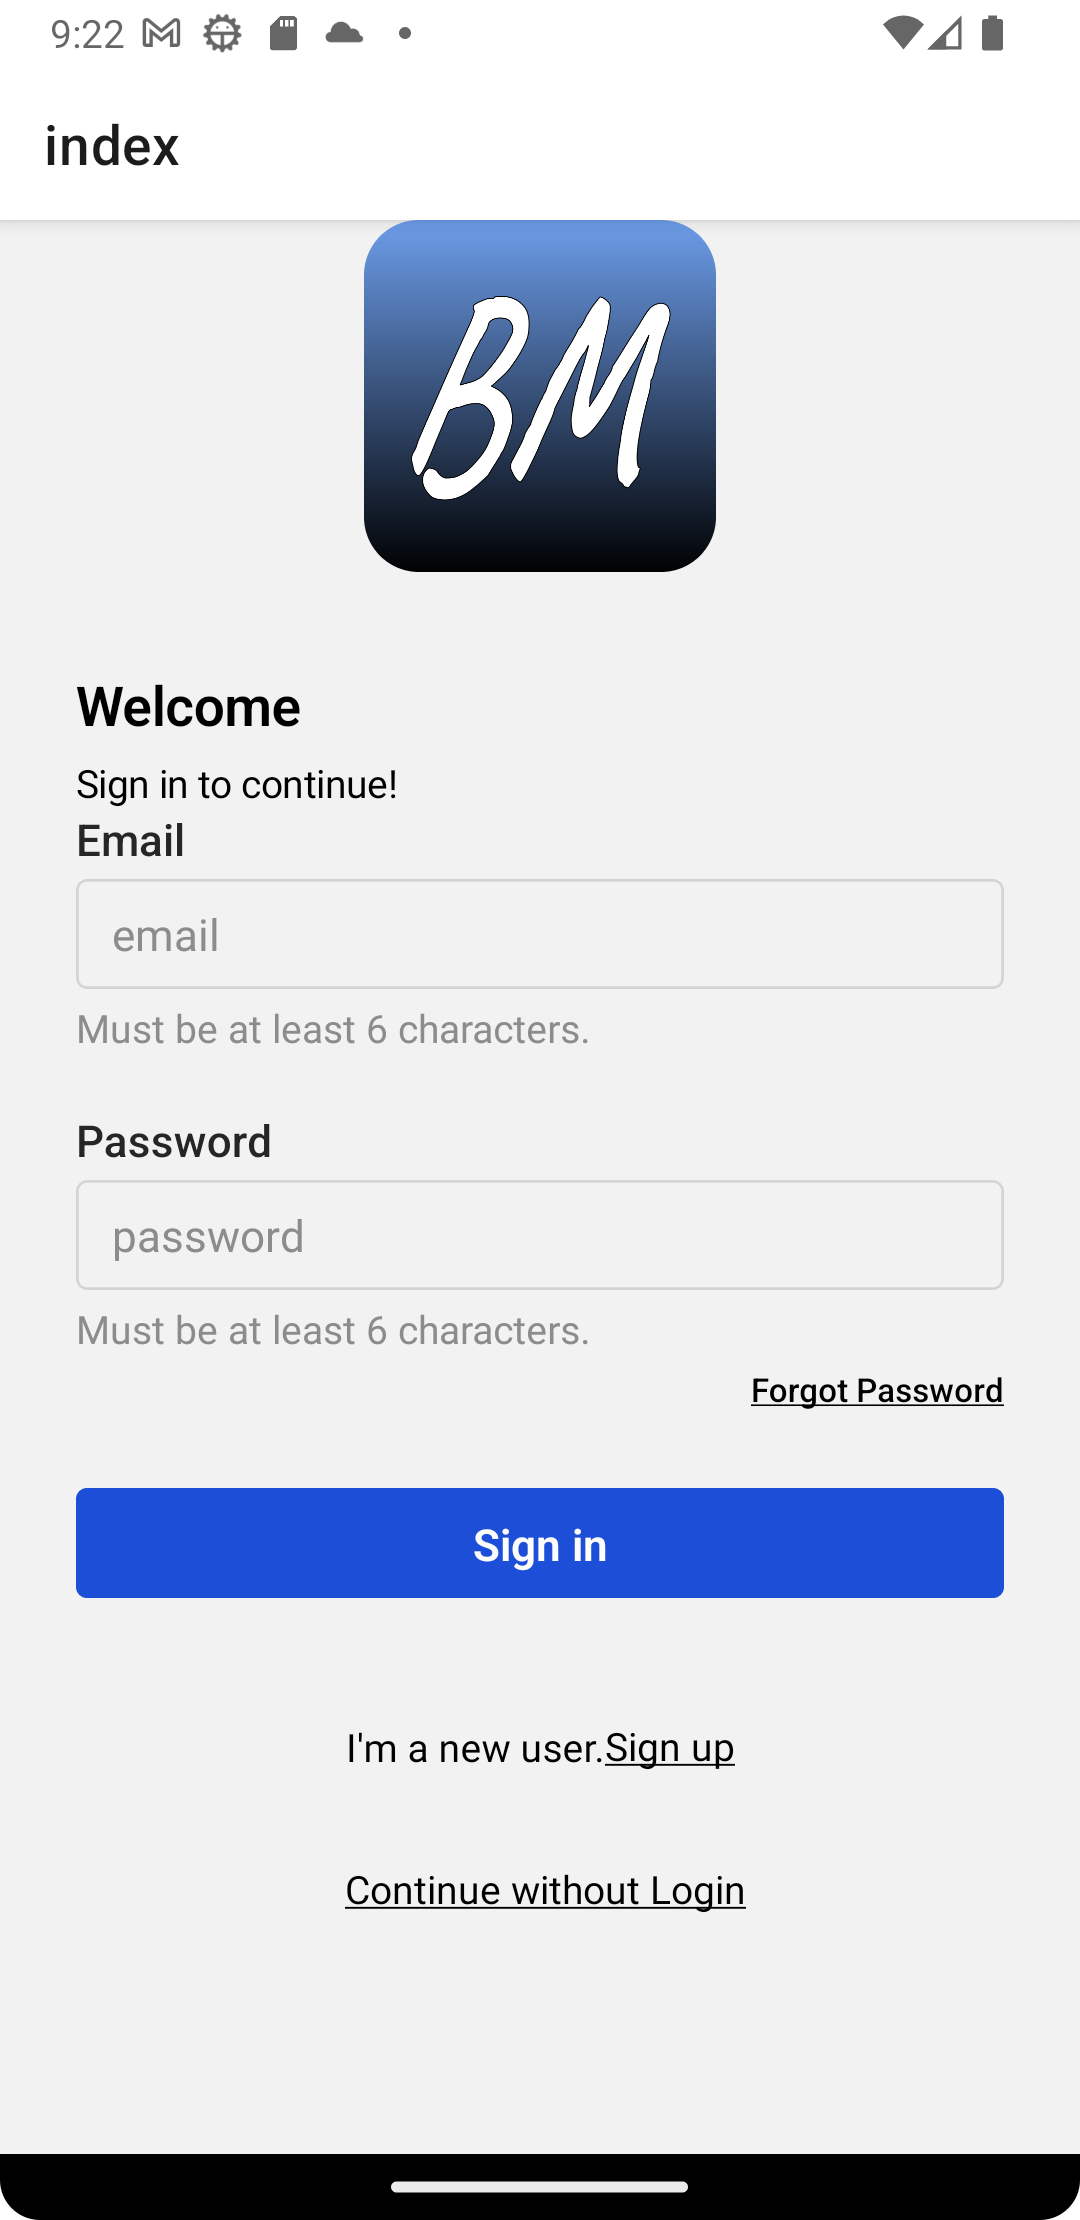 9:22
index
BM
Welcome
Sign in to continue!
Email
email
Must be at least 6 characters.
Password
password
Must be at least 6 characters.
Forgot Password
Sign in
I'm a new user.Sign up
Continue without Login